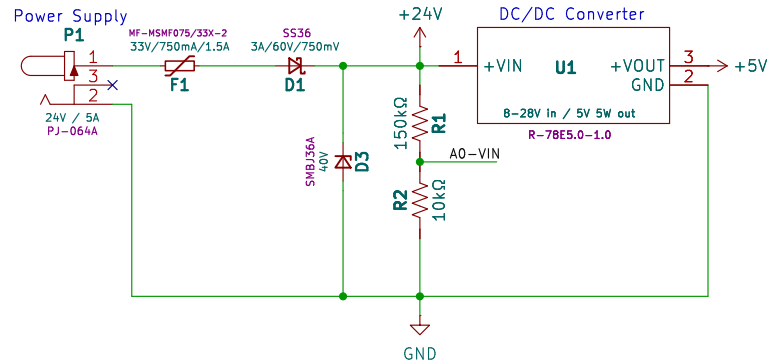 Power Supply
P1
1
3
2
24V / 5A
PJ-064A
MF-MSMF075/33X-2
33V/750mA/1.5A
F1
SS36
3A/60V/750mV
D1
SMBJ36A
40V
D3
+24V
150kΩ
R1
A0-VIN
R2
10kΩ
GND
DC/DC Converter
1
+VIN
U1
+VOUT
3
GND
2
+5V
8-28V in / 5V 5W out
R-78E5.0-1.0